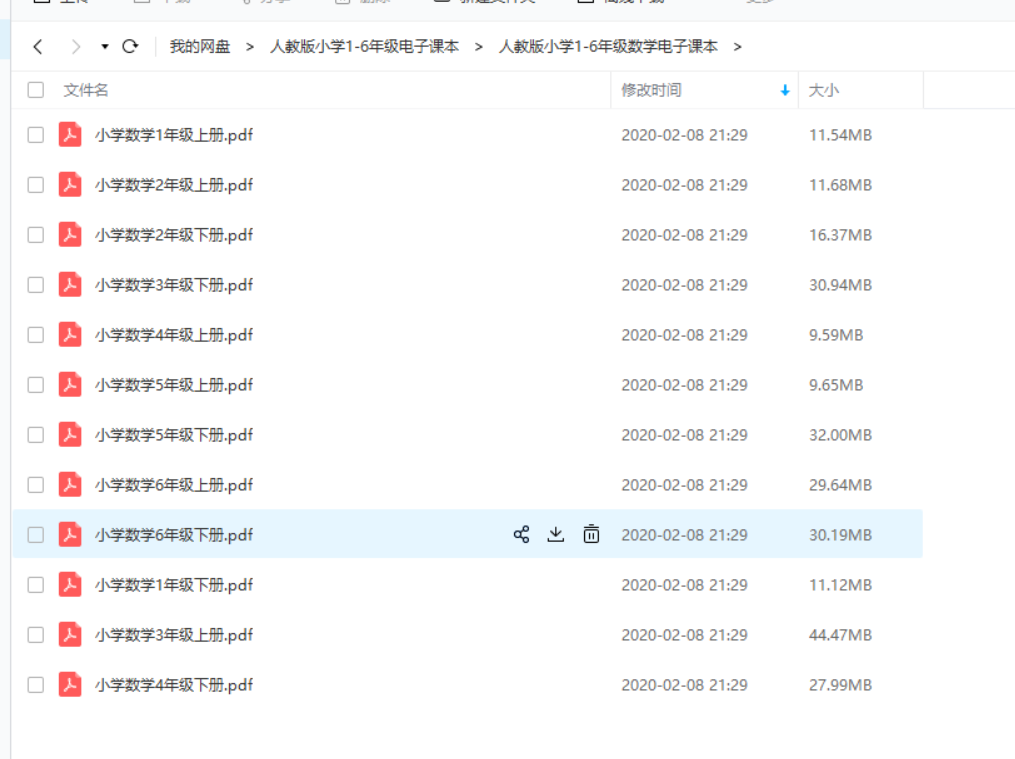 我的网盘 > 人教版小学1-6年级电子课本 > 人教版小学1-6年级数学电子课本 >
文件名 修改时间 大小
小学数学1年级上册.pdf 2020-02-08 21:29 11.54MB
小学数学2年级上册.pdf 2020-02-08 21:29 11.68MB
小学数学2年级下册.pdf 2020-02-08 21:29 16.37MB
小学数学3年级下册.pdf 2020-02-08 21:29 30.94MB
小学数学4年级上册.pdf 2020-02-08 21:29 9.59MB
小学数学5年级上册.pdf 2020-02-08 21:29 9.65MB
小学数学5年级下册.pdf 2020-02-08 21:29 32.00MB
小学数学6年级上册.pdf 2020-02-08 21:29 29.64MB
小学数学6年级下册.pdf 2020-02-08 21:29 30.19MB
小学数学1年级下册.pdf 2020-02-08 21:29 11.12MB
小学数学3年级上册.pdf 2020-02-08 21:29 44.47MB
小学数学4年级下册.pdf 2020-02-08 21:29 27.99MB